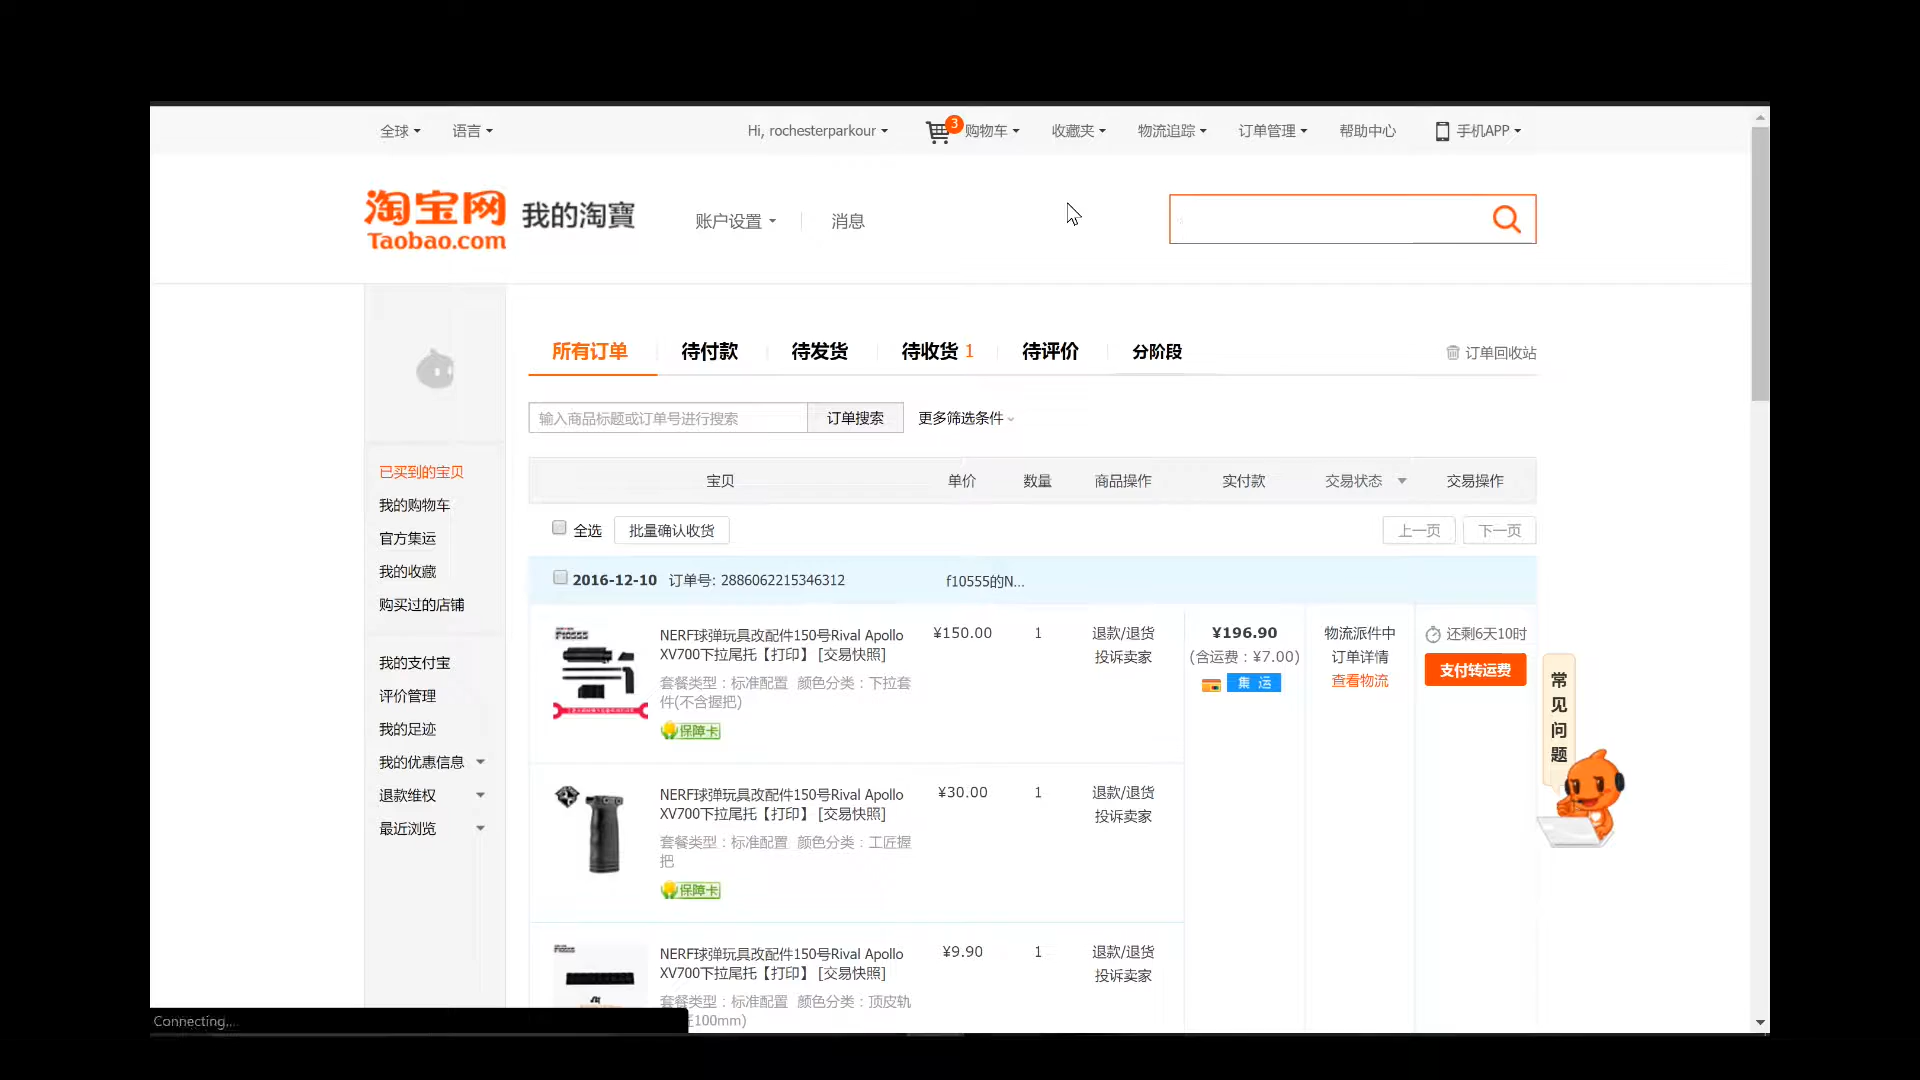 全球 语言 Hi, rochesterparkour 3 购物车 收藏夹 物流追踪 订单管理 帮助中心 手机APP
淘宝网
Taobao.com
我的淘寶 账户设置 消息
所有订单 待付款 待发货 待收货 1 待评价 分阶段 订单回收站
输入商品标题或订单号进行搜索 订单搜索 更多筛选条件
已买到的宝贝
我的购物车
官方集运
我的收藏
购买过的店铺
我的支付宝
评价管理
我的足迹
我的优惠信息
退款维权
最近浏览
宝贝 单价 数量 商品操作 实付款 交易状态 交易操作
全选 批量确认收货 上一页 下一页
2016-12-10 订单号: 2886062215346312 f10555的N...
F10555
NERF球弹玩具改配件150号Rival Apollo
XV700下拉尾托【打印】 [交易快照]
套餐类型：标准配置 颜色分类：下拉套
件(不含握把)
保障卡
¥150.00 1 退款/退货
投诉卖家
¥196.90
(含运费：¥7.00)
集 运
物流派件中
订单详情
查看物流
还剩6天10时
支付转运费
常见问题
NERF球弹玩具改配件150号Rival Apollo
XV700下拉尾托【打印】 [交易快照]
套餐类型：标准配置 颜色分类：工匠握
把
保障卡
¥30.00 1 退款/退货
投诉卖家
NERF球弹玩具改配件150号Rival Apollo
XV700下拉尾托【打印】 [交易快照]
套餐类型：标准配置 颜色分类：顶皮轨
100mm)
¥9.90 1 退款/退货
投诉卖家
Connecting...